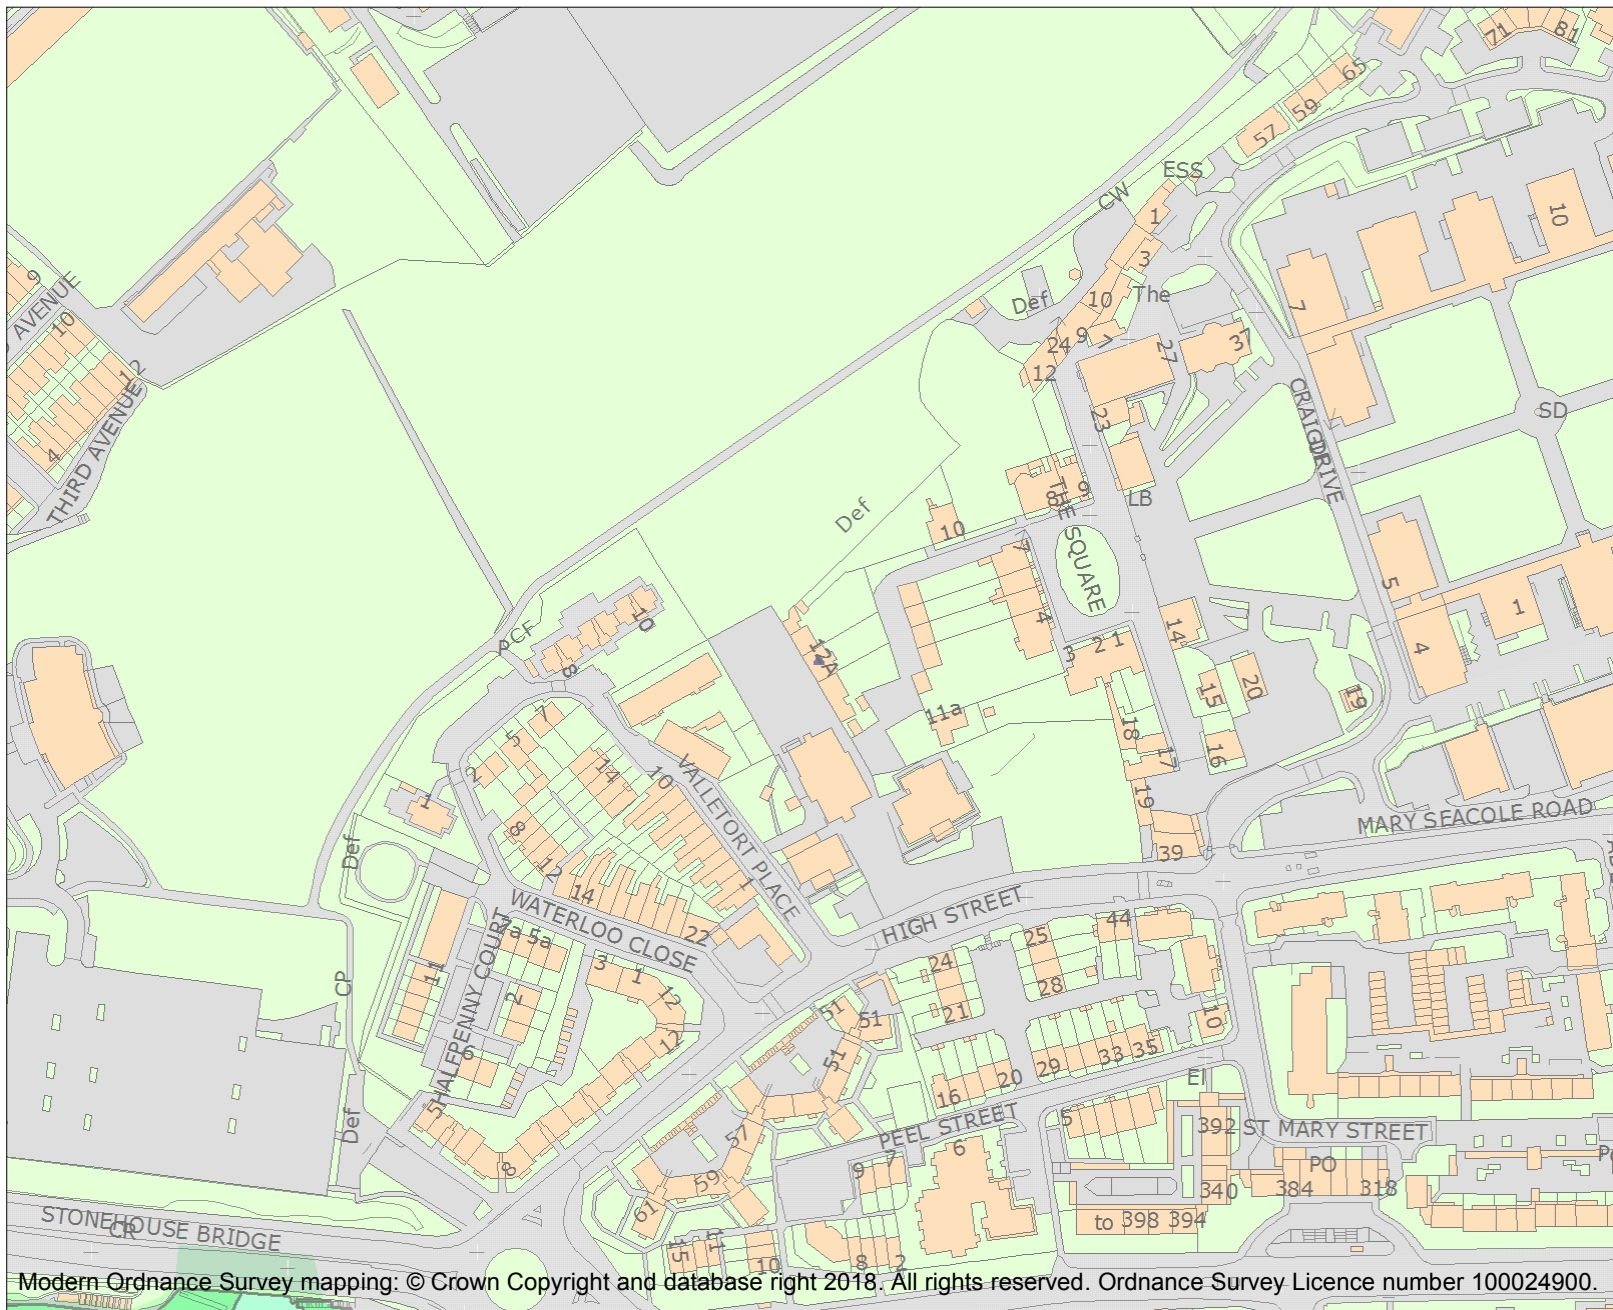 71
81
65
59
57
ESS
CW
1
3
10
9
AVENUE
10
12
4
THIRD AVENUE
7
10
The
Def
9
24
12
27
37
23
CRAIGIE
DRIVE
SD
8
9
THE SQUARE
LB
Def
10
7
4
5
4
1
PCF
10
8
12A
3
2
1
14
15
20
19
11a
18
17
16
19
39
MARY SEACOLE ROAD
7
5
2
1
14
10
VALLETORT PLACE
1
8
12
14
22
WATERLOO CLOSE
Def
HIGH STREET
7a
5a
11
HALFPENNY COURT
2
6
5
3
1
12
12
8
CP
Def
24
21
25
28
44
51
51
51
16
20
29
33
35
10
El
PEEL STREET
57
59
61
9
7
6
5
392
ST MARY STREET
PO
340
384
318
to
398
394
15
11
10
8
2
STONEHOUSE BRIDGE
CR
Modern Ordnance Survey mapping: © Crown Copyright and database right 2018. All rights reserved. Ordnance Survey Licence number 100024900.